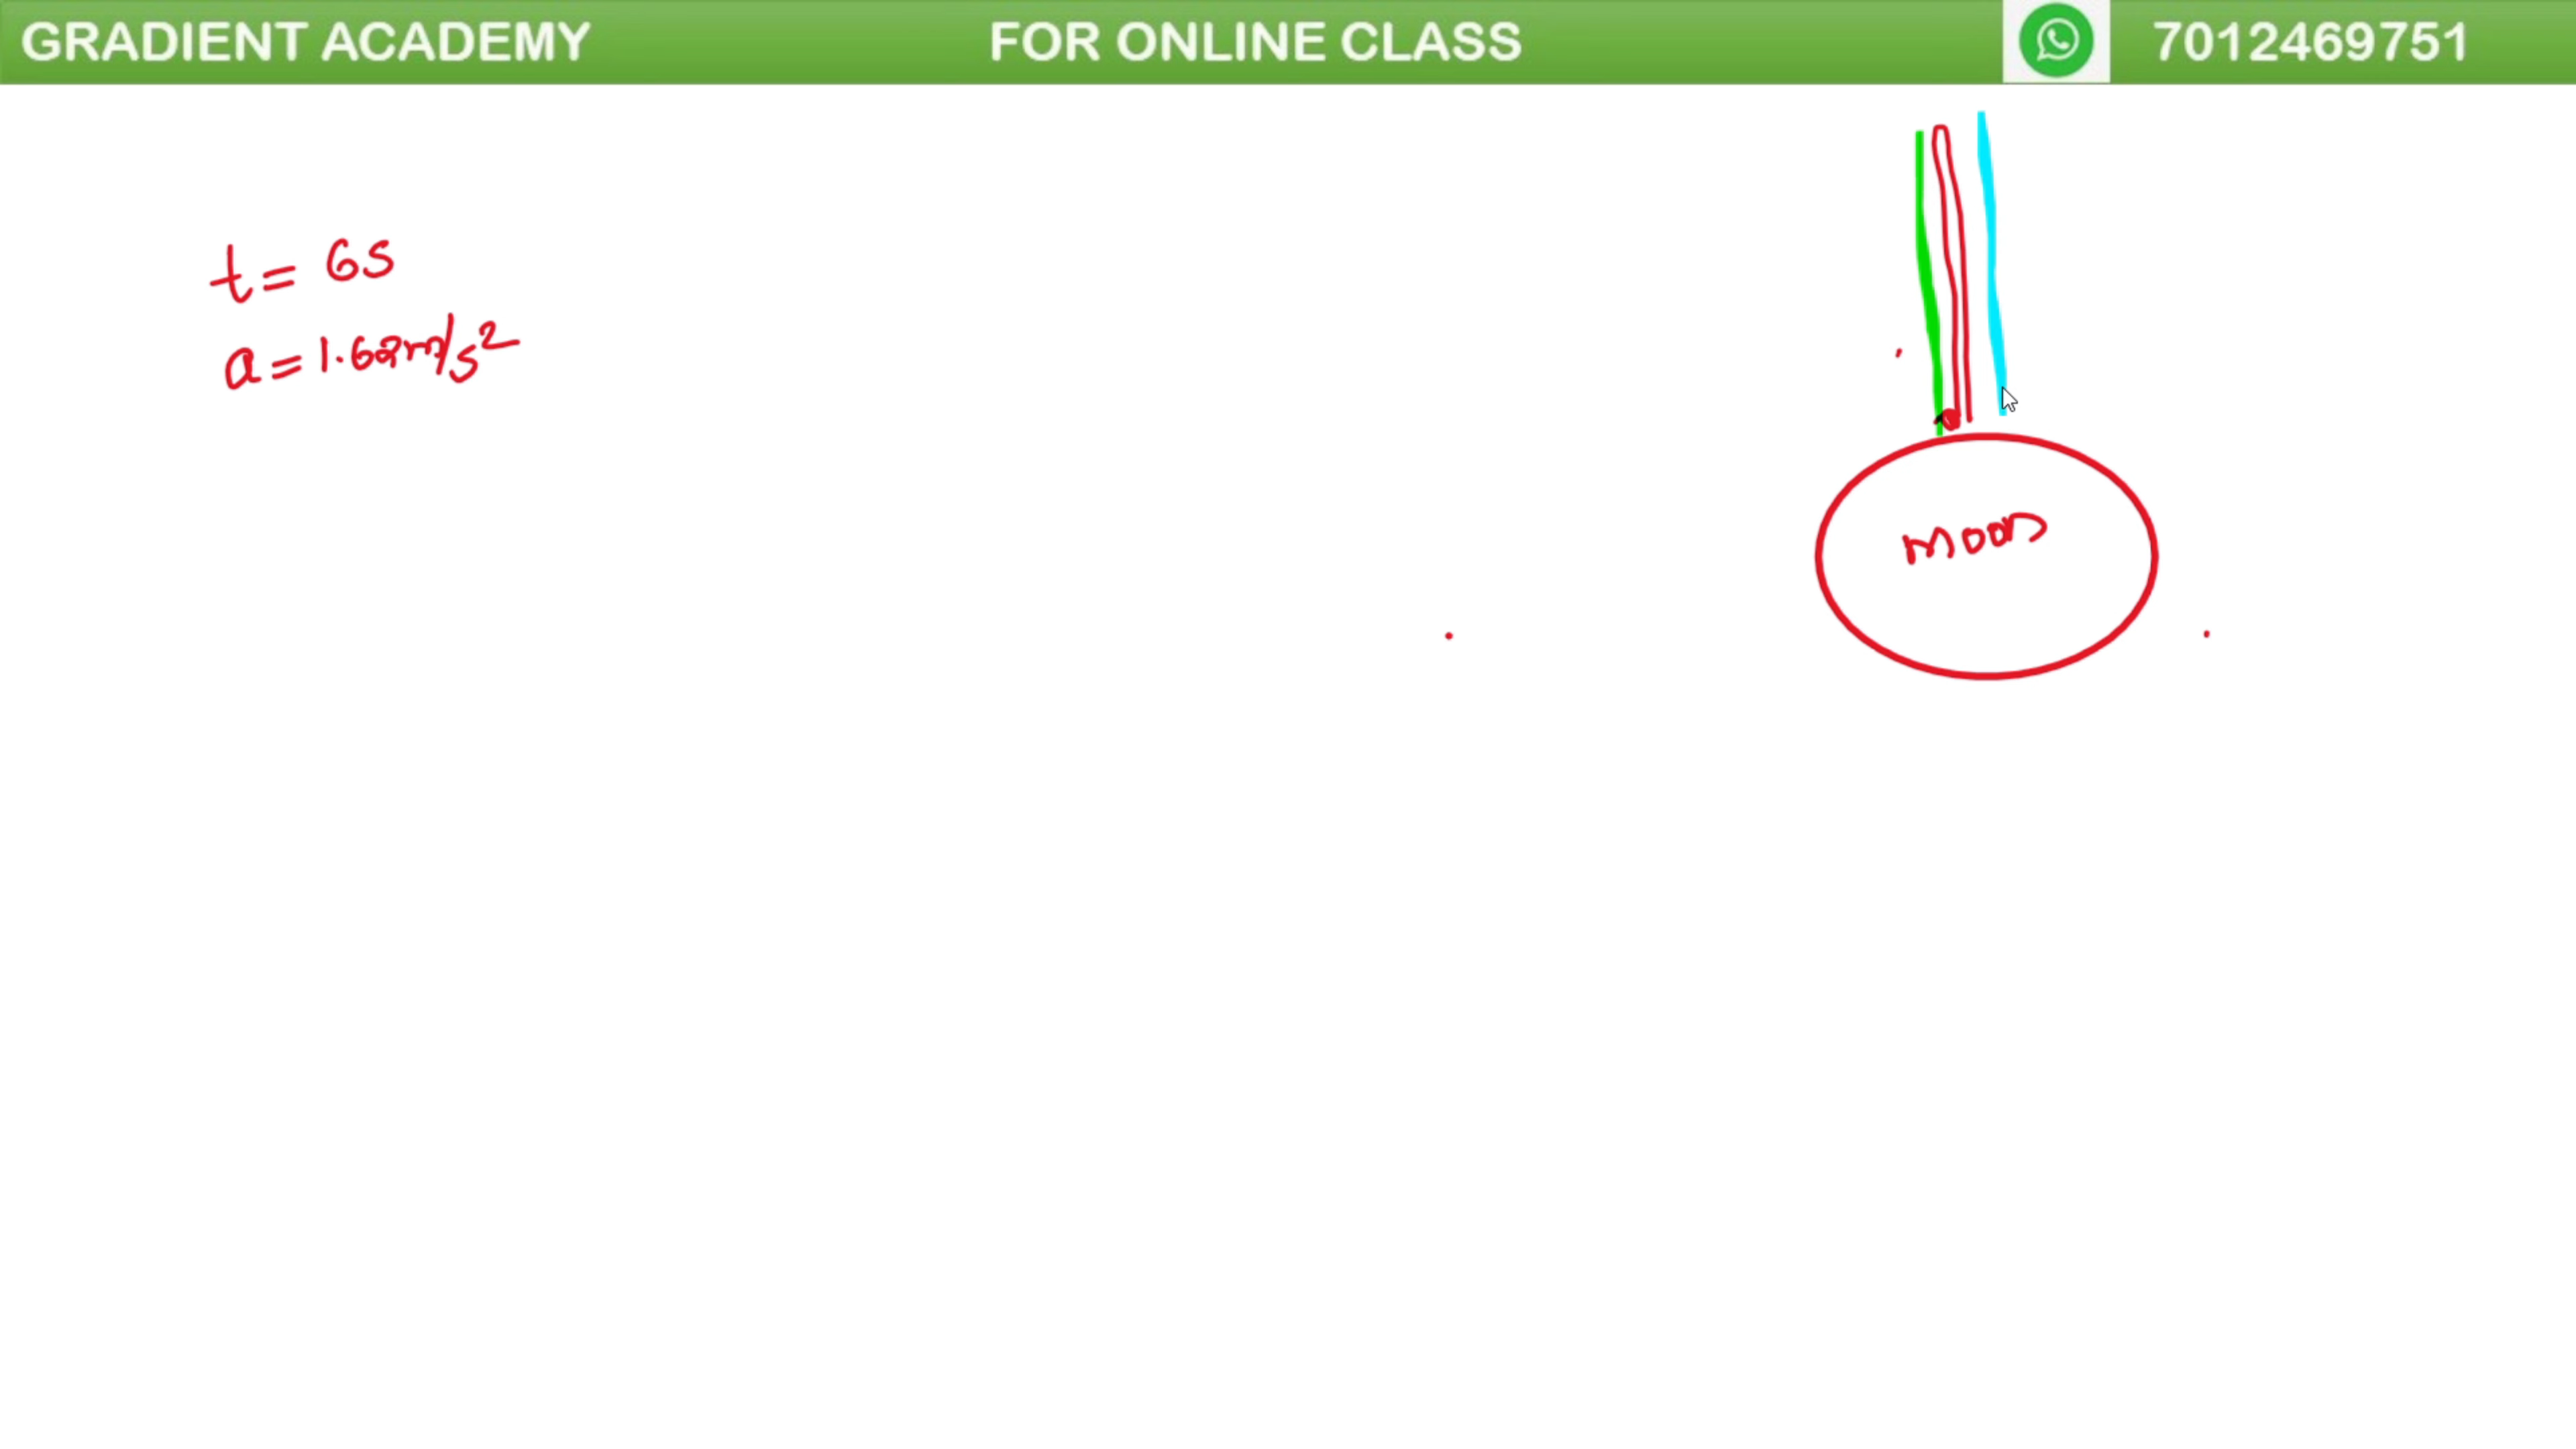 GRADIENT ACADEMY FOR ONLINE CLASS 7012469751
t = 6s
a = 1.62m/s²
moon